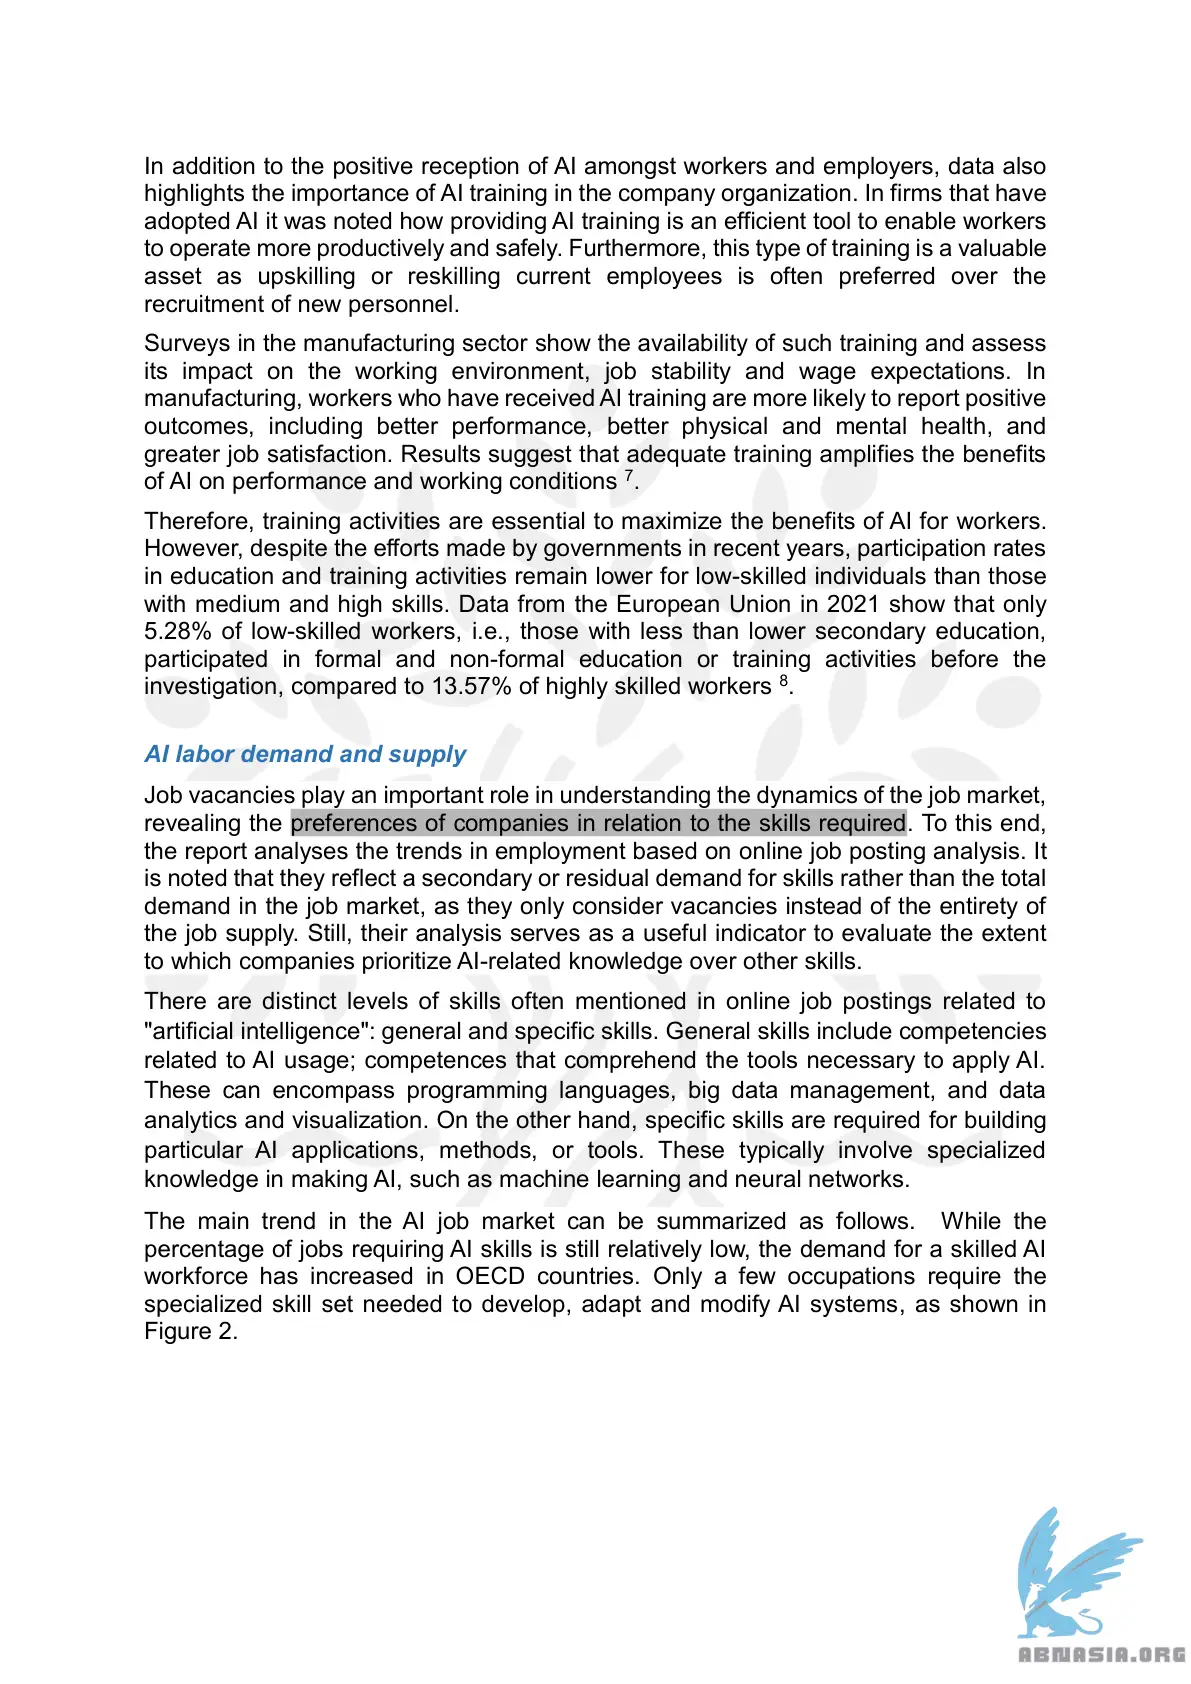 In addition to the positive reception of AI amongst workers and employers, data also
highlights the importance of AI training in the company organization. In firms that have
adopted AI it was noted how providing AI training is an efficient tool to enable workers
to operate more productively and safely. Furthermore, this type of training is a valuable
asset as upskilling or reskilling current employees is often preferred over the
recruitment of new personnel.
Surveys in the manufacturing sector show the availability of such training and assess
its impact on the working environment, job stability and wage expectations. In
manufacturing, workers who have received AI training are more likely to report positive
outcomes, including better performance, better physical and mental health, and
greater job satisfaction. Results suggest that adequate training amplifies the benefits
of AI on performance and working conditions 7.
Therefore, training activities are essential to maximize the benefits of AI for workers.
However, despite the efforts made by governments in recent years, participation rates
in education and training activities remain lower for low-skilled individuals than those
with medium and high skills. Data from the European Union in 2021 show that only
5.28% of low-skilled workers, i.e., those with less than lower secondary education,
participated in formal and non-formal education or training activities before the
investigation, compared to 13.57% of highly skilled workers 8.
AI labor demand and supply
Job vacancies play an important role in understanding the dynamics of the job market,
revealing the preferences of companies in relation to the skills required. To this end,
the report analyses the trends in employment based on online job posting analysis. It
is noted that they reflect a secondary or residual demand for skills rather than the total
demand in the job market, as they only consider vacancies instead of the entirety of
the job supply. Still, their analysis serves as a useful indicator to evaluate the extent
to which companies prioritize AI-related knowledge over other skills.
There are distinct levels of skills often mentioned in online job postings related to
"artificial intelligence": general and specific skills. General skills include competencies
related to AI usage; competences that comprehend the tools necessary to apply AI.
These can encompass programming languages, big data management, and data
analytics and visualization. On the other hand, specific skills are required for building
particular AI applications, methods, or tools. These typically involve specialized
knowledge in making AI, such as machine learning and neural networks.
The main trend in the AI job market can be summarized as follows. While the
percentage of jobs requiring AI skills is still relatively low, the demand for a skilled AI
workforce has increased in OECD countries. Only a few occupations require the
specialized skill set needed to develop, adapt and modify AI systems, as shown in
Figure 2.
ABNASIA.ORG